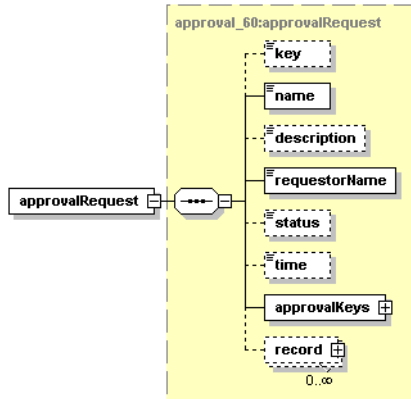 approval_60:approvalRequest
key
name
description
requestorName
approvalRequest
status
time
approvalKeys
record
0..∞